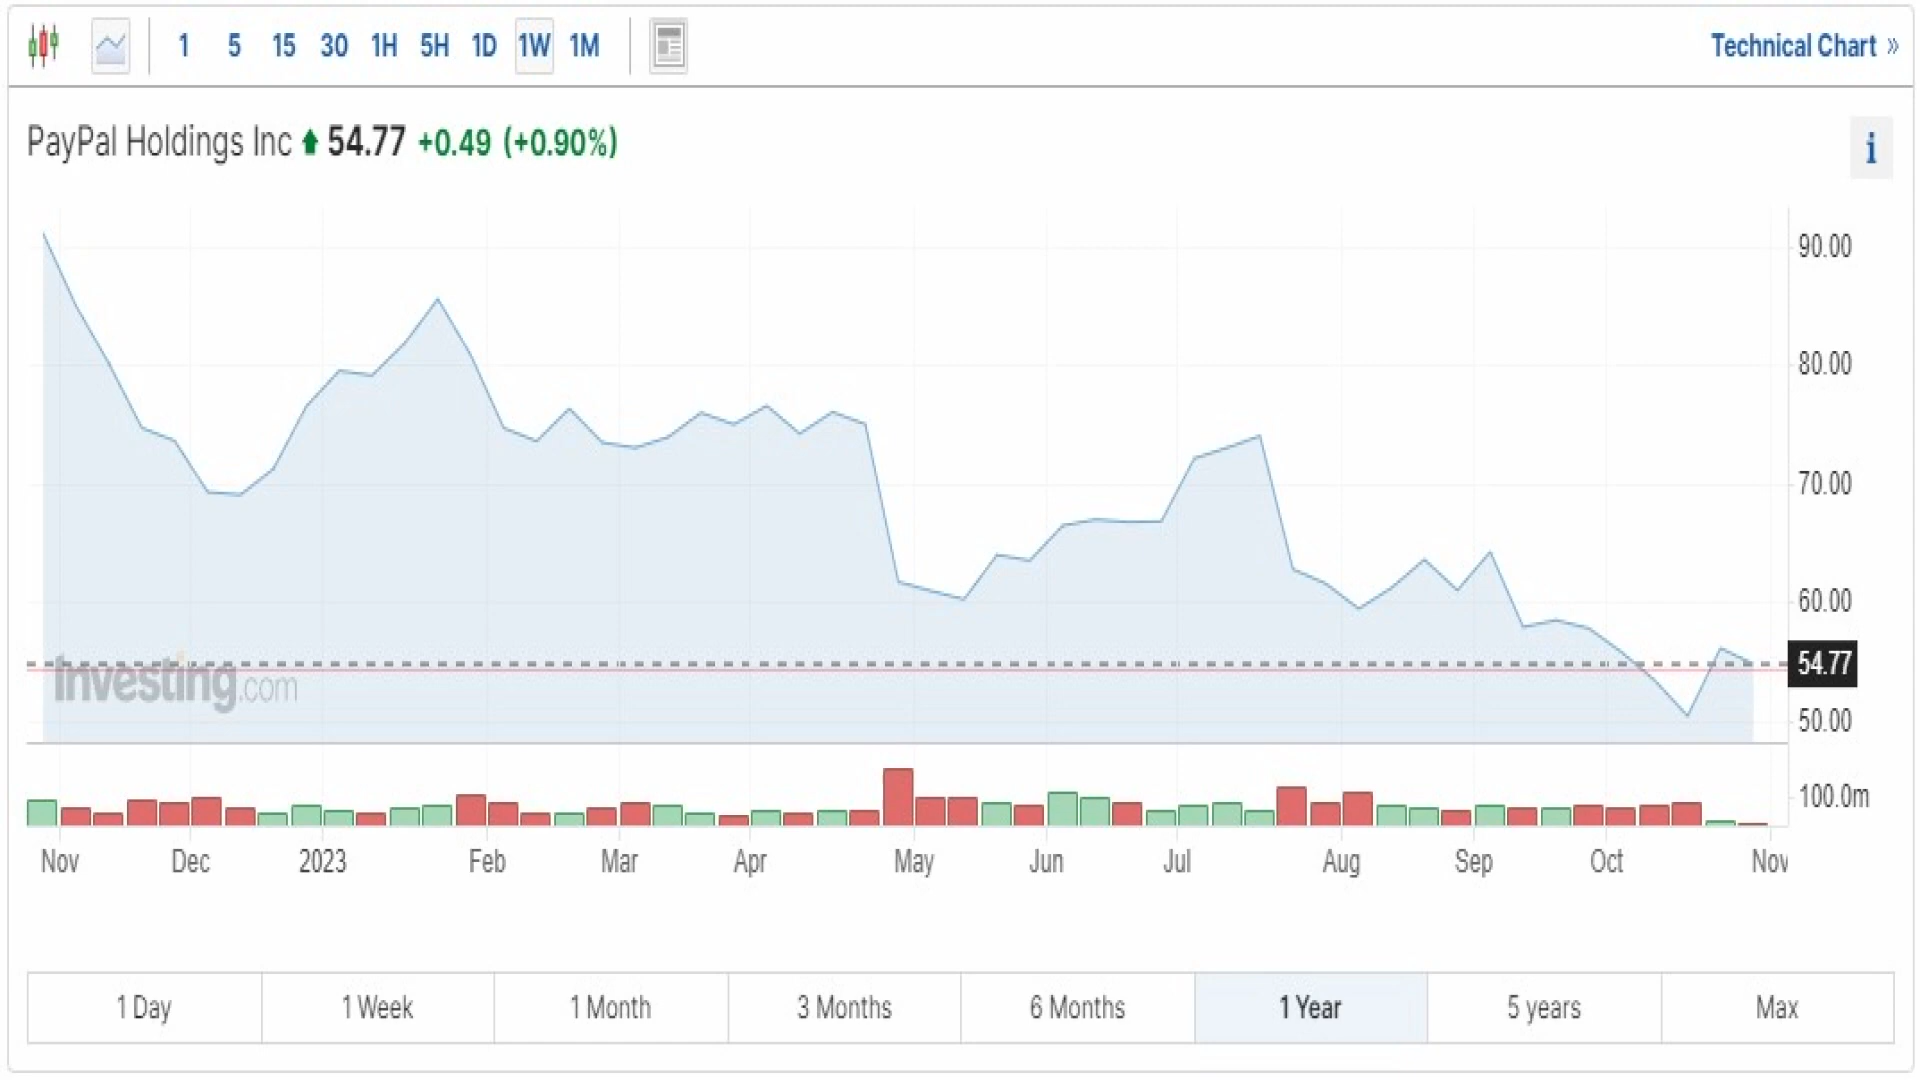 1 5 15 30 1H 5H 1D 1W 1M Technical Chart »
PayPal Holdings Inc 54.77 +0.49 (+0.90%)
i
90.00
80.00
70.00
60.00
54.77
50.00
Investing.com
100.0m
Nov Dec 2023 Feb Mar Apr May Jun Jul Aug Sep Oct Nov
1 Day 1 Week 1 Month 3 Months 6 Months 1 Year 5 years Max